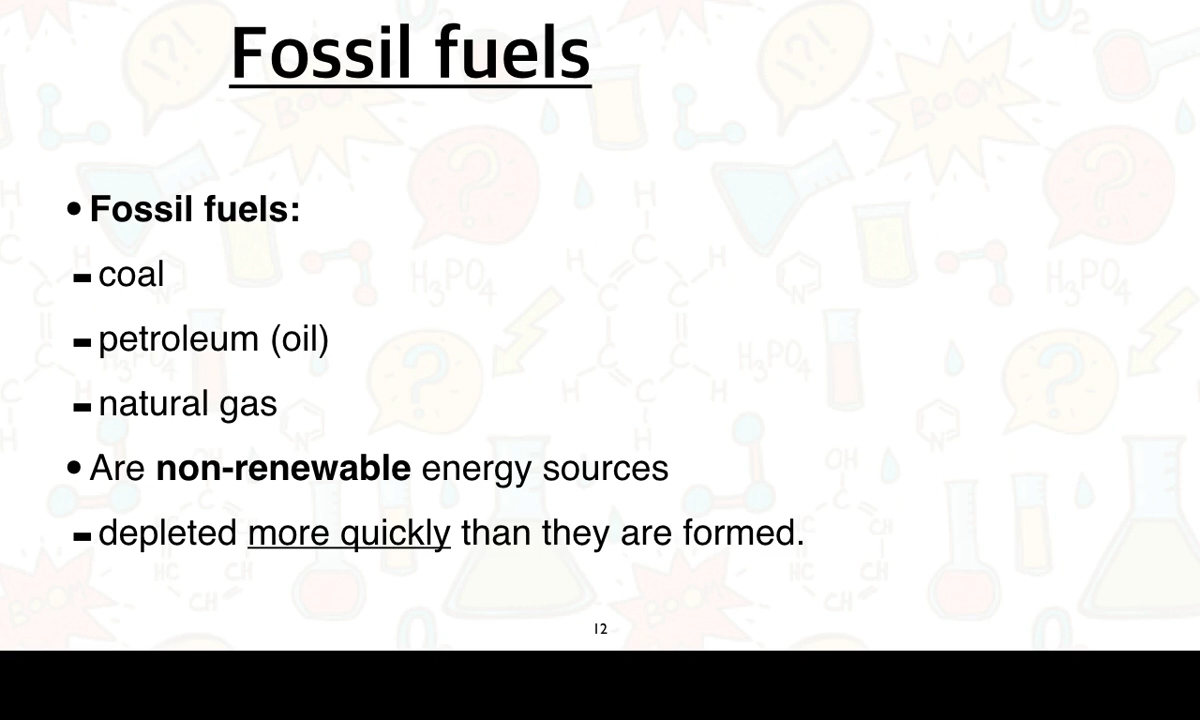 Fossil fuels
• Fossil fuels:
- coal
- petroleum (oil)
- natural gas
• Are non-renewable energy sources
- depleted more quickly than they are formed.
12